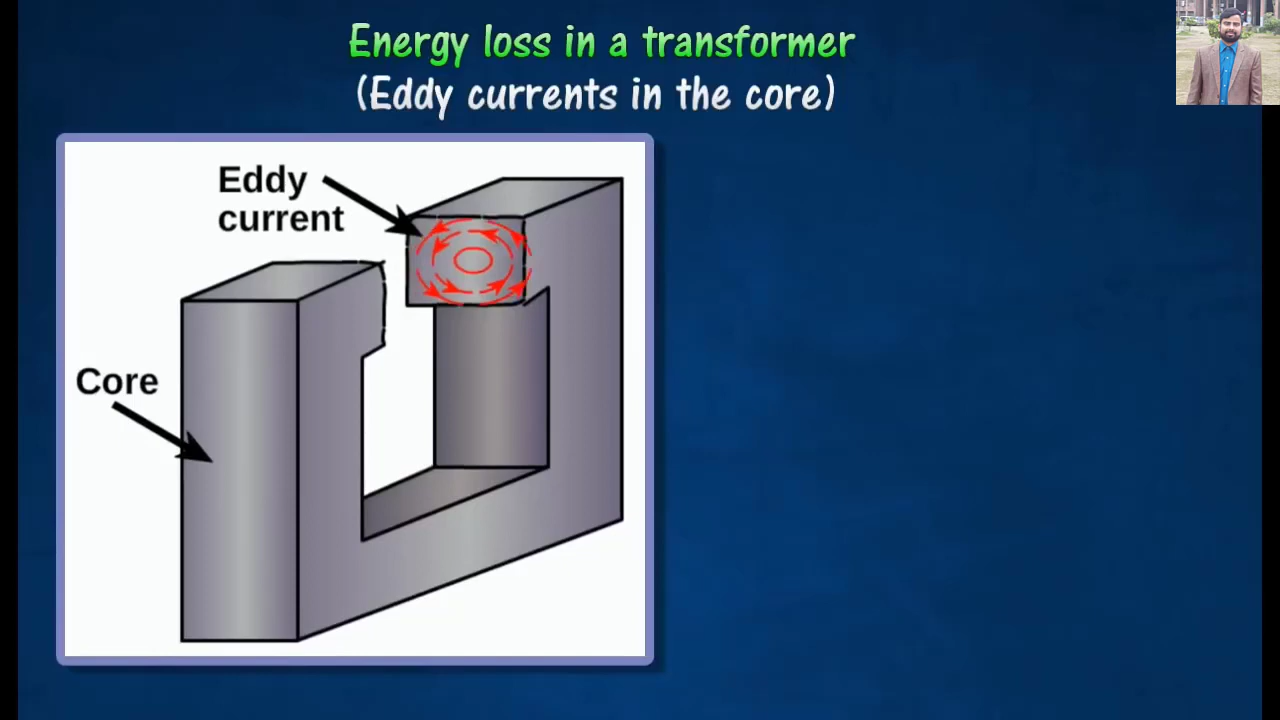 Energy loss in a transformer
(Eddy currents in the core)
Eddy
current
Core